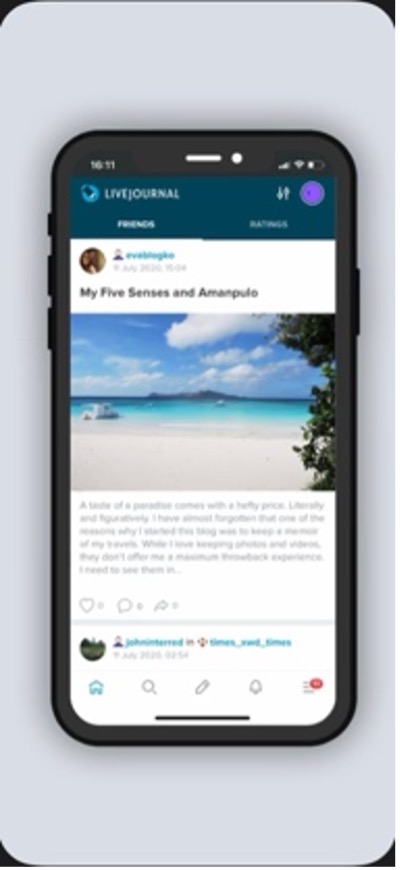 16:11
LIVEJOURNAL
FRIENDS RATINGS
evablogko
11 July 2020, 15:04
My Five Senses and Amanpulo
A taste of a paradise comes with a hefty price. Literally
and figuratively. I have almost forgotten that one of the
reasons why I started this blog was to keep a memoir
of my travels. While I love keeping photos and videos,
they don't offer me a maximum throwback experience.
I need to see them in...
0 0 0
johninterred in times_xwd_times
11 July 2020, 02:54